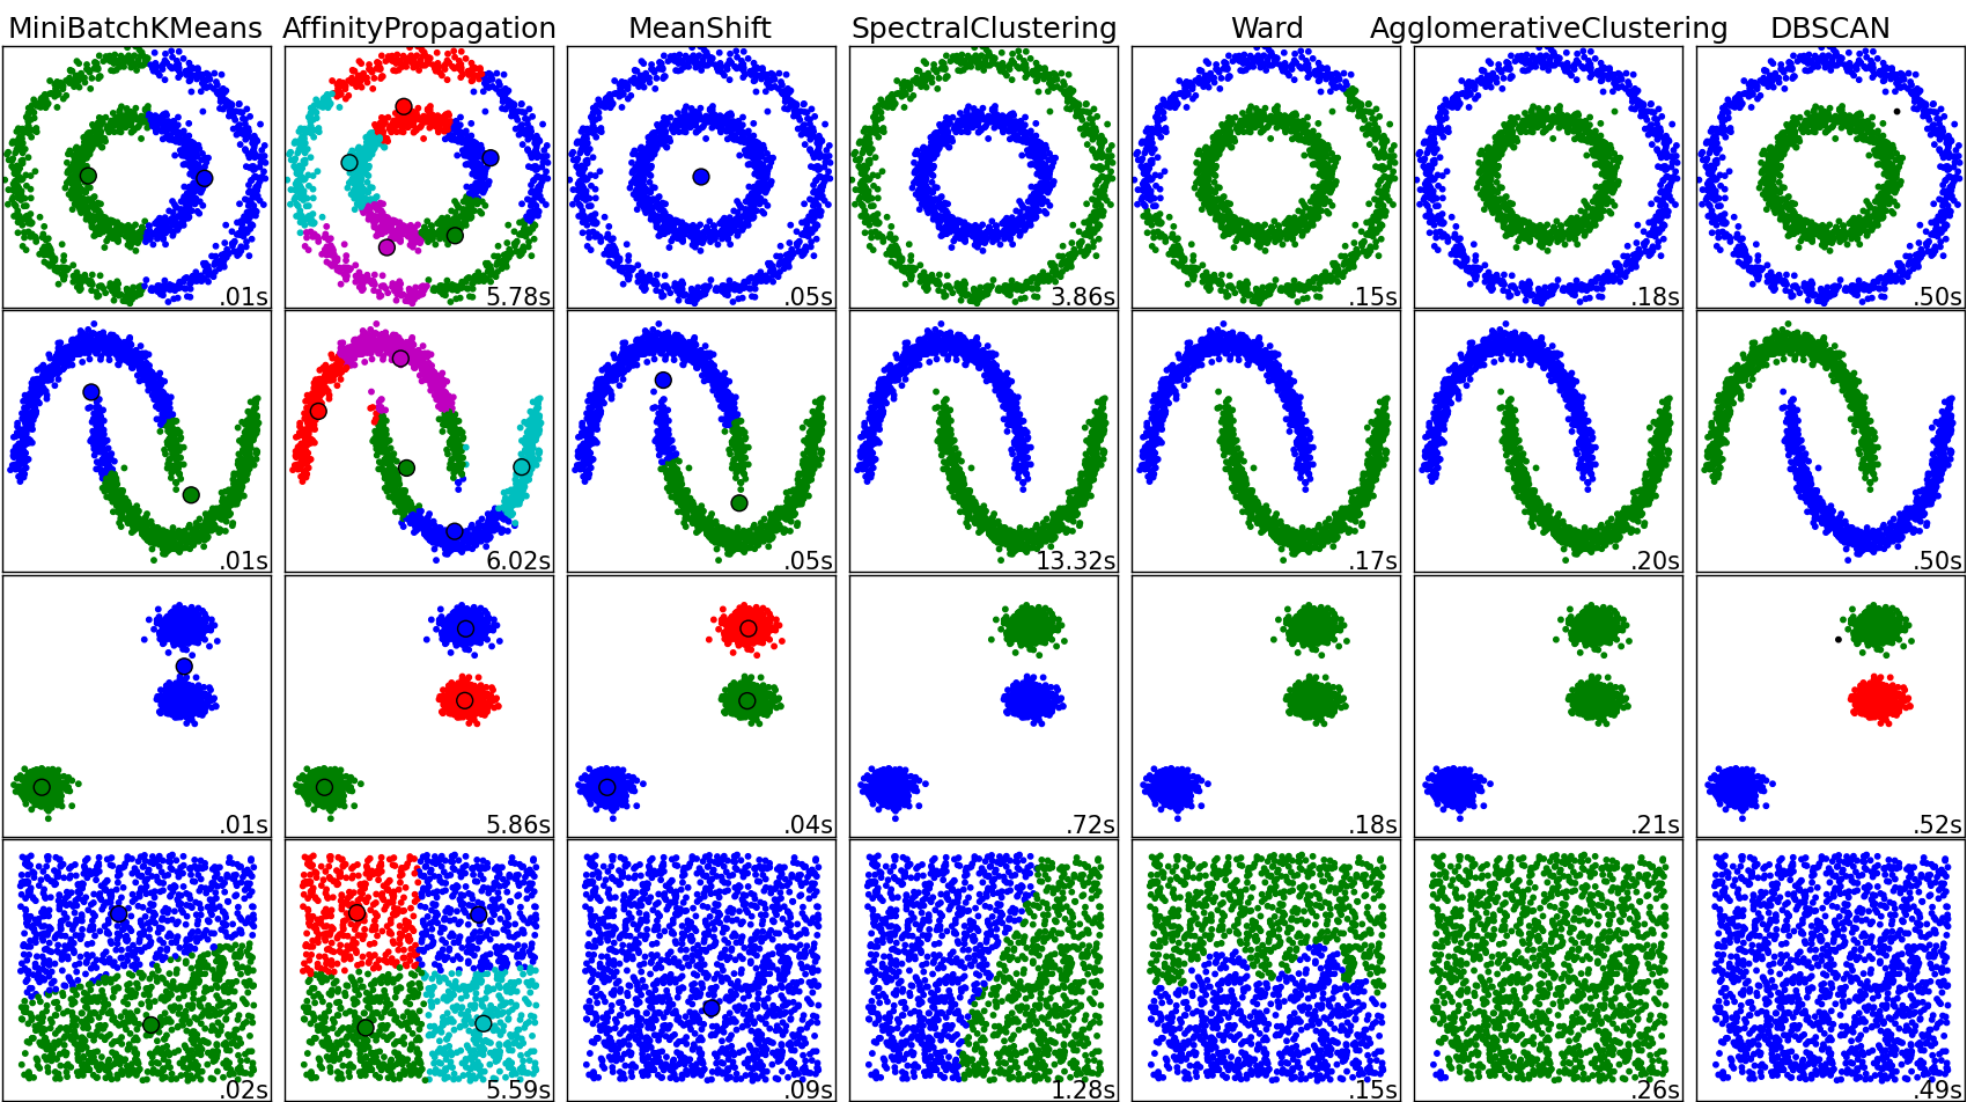 MiniBatchKMeans AffinityPropagation MeanShift SpectralClustering Ward AgglomerativeClustering DBSCAN
.01s 5.78s .05s 3.86s .15s .18s .50s
.01s 6.02s .05s 13.32s .17s .20s .50s
.01s 5.86s .04s .72s .18s .21s .52s
.02s 5.59s .09s 1.28s .15s .26s .49s